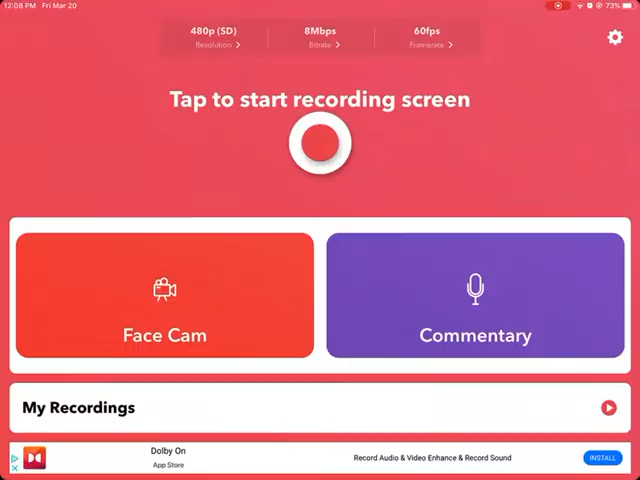 12:08 PM Fri Mar 20
73%
480p (SD) 8Mbps 60fps
Resolution Bitrate Framerate
Tap to start recording screen
Face Cam Commentary
My Recordings
Dolby On
App Store
Record Audio & Video Enhance & Record Sound
INSTALL